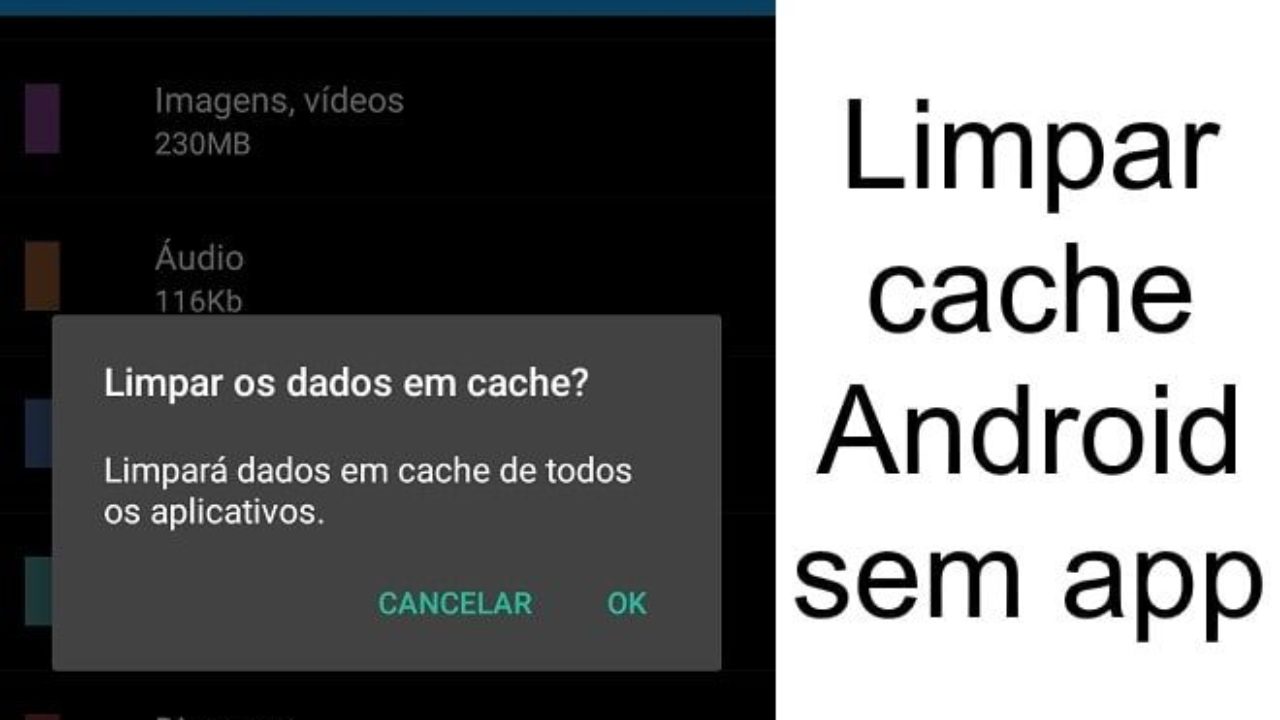 Imagens, vídeos
230MB
Áudio
116Kb
Limpar os dados em cache?
Limpará dados em cache de todos
os aplicativos.
CANCELAR OK
Limpar
cache
Android
sem app